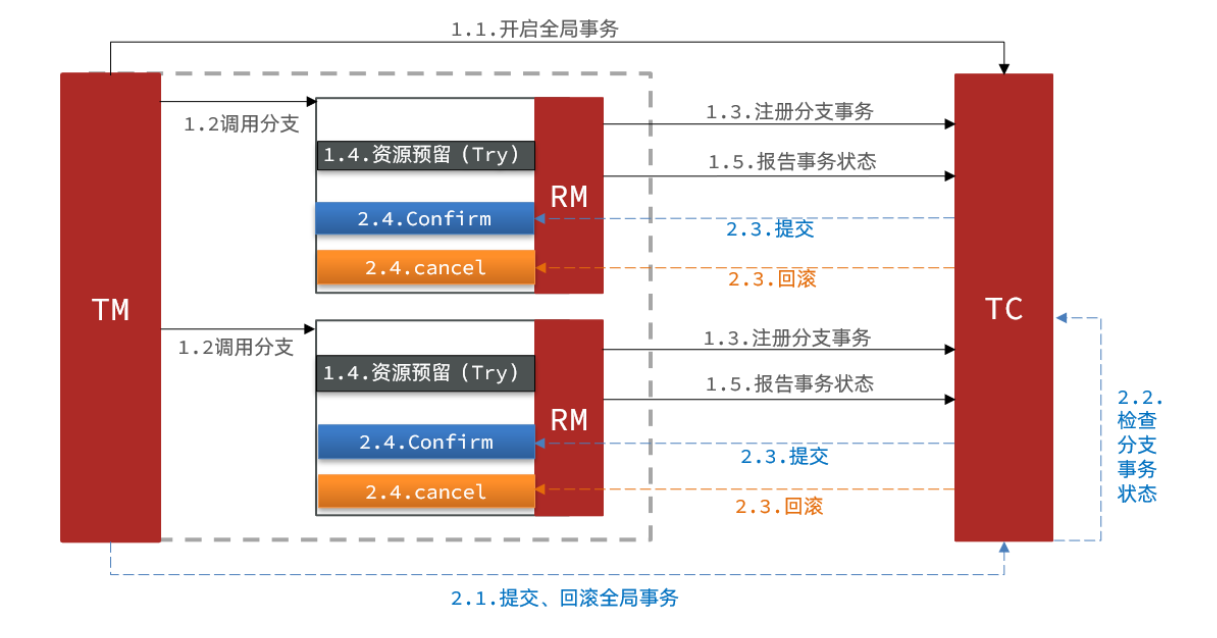 1.1.开启全局事务
1.2调用分支
1.3.注册分支事务
1.4.资源预留（Try）
1.5.报告事务状态
RM
2.4.Confirm
2.3.提交
2.4.cancel
2.3.回滚
TM
TC
1.2调用分支
1.3.注册分支事务
1.4.资源预留（Try）
1.5.报告事务状态
RM
2.4.Confirm
2.3.提交
2.4.cancel
2.3.回滚
2.2.
检查
分支
事务
状态
2.1.提交、回滚全局事务